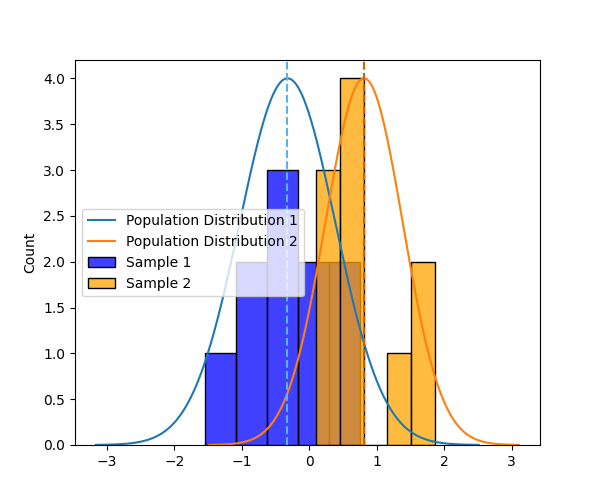 4.0
3.5
3.0
2.5
2.0
1.5
1.0
0.5
0.0
Count
Population Distribution 1
Population Distribution 2
Sample 1
Sample 2
−3 −2 −1 0 1 2 3